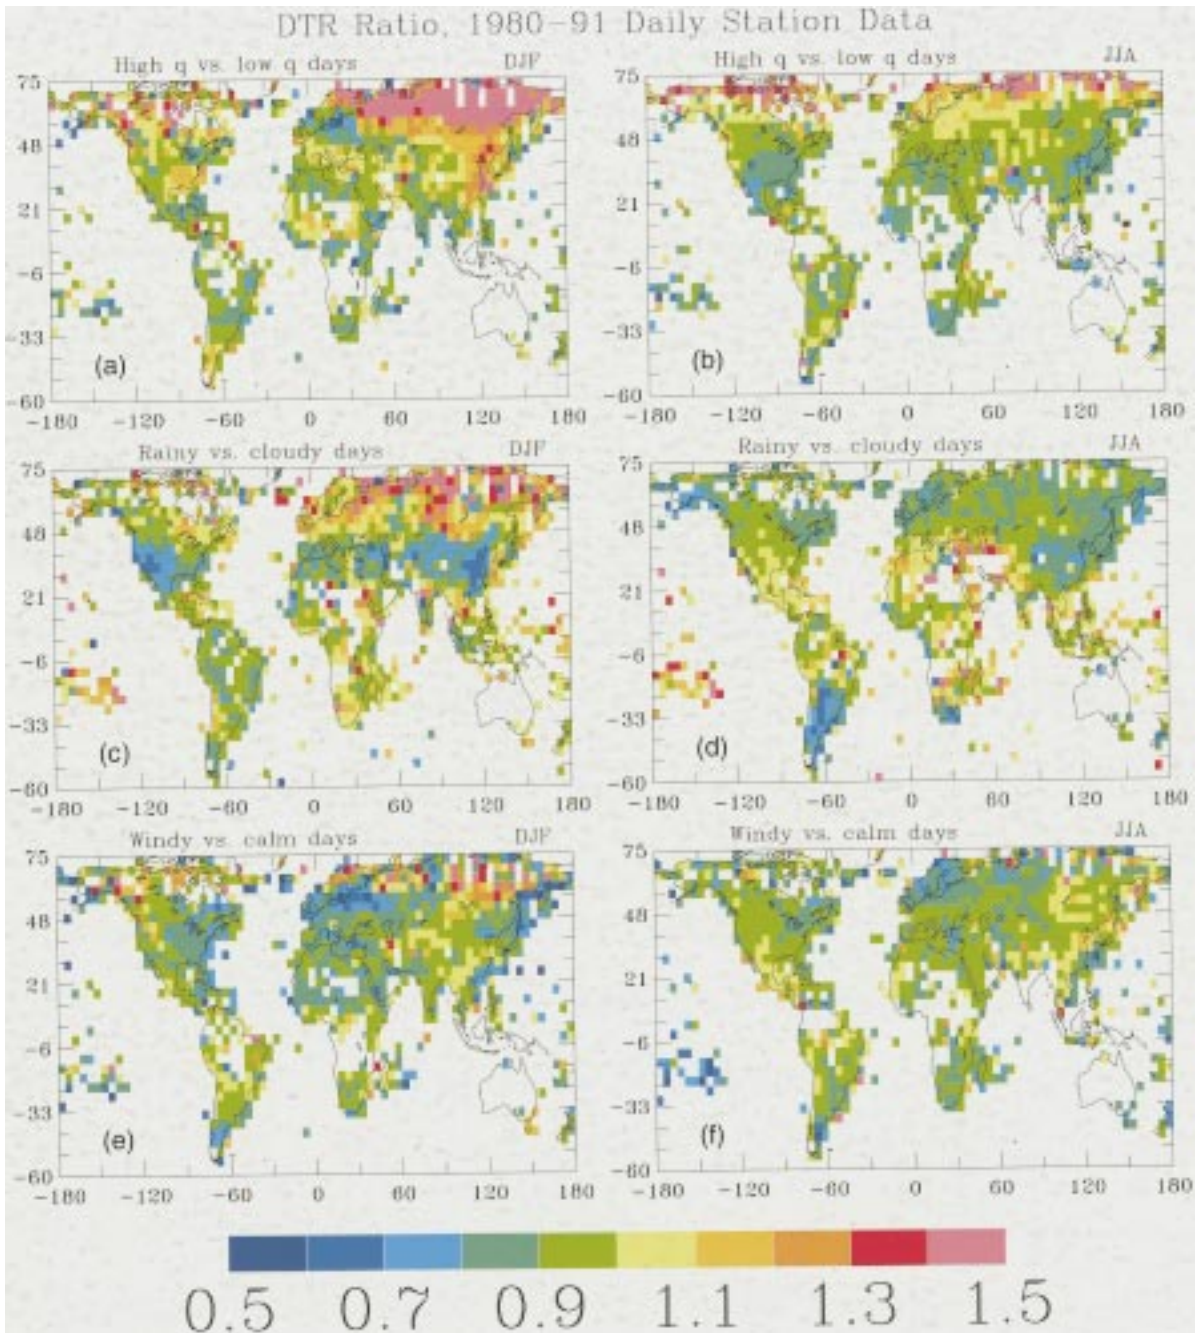 DTR Ratio, 1980-91 Daily Station Data
High q vs. low q days DJF
High q vs. low q days JJA
75
48
21
-6
-33
-60
(a)
-180 -120 -60 0 60 120 180
75
48
21
-6
-33
-60
(b)
-180 -120 -60 0 60 120 180
Rainy vs. cloudy days DJF
Rainy vs. cloudy days JJA
75
48
21
-6
-33
-60
(c)
-180 -120 -60 0 60 120 180
75
48
21
-6
-33
-60
(d)
-180 -120 -60 0 60 120 180
Windy vs. calm days DJF
Windy vs. calm days JJA
75
48
21
-6
-33
-60
(e)
-180 -120 -60 0 60 120 180
75
48
21
-6
-33
-60
(f)
-180 -120 -60 0 60 120 180
0.5 0.7 0.9 1.1 1.3 1.5